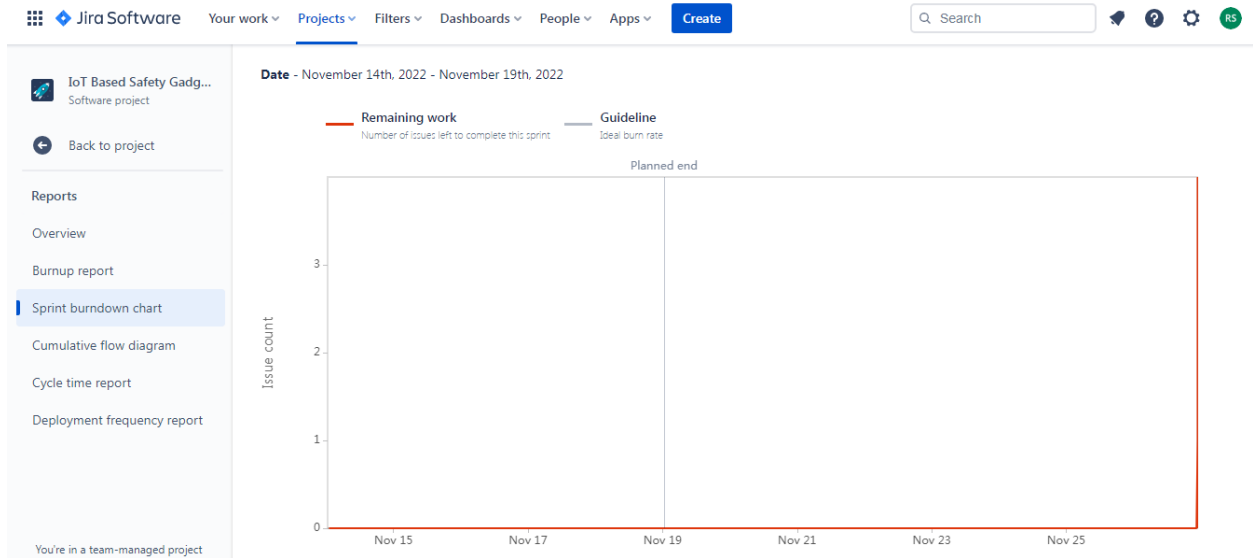 Jira Software Your work Projects Filters Dashboards People Apps Create Search RS
IoT Based Safety Gadg...
Software project
Back to project
Reports
Overview
Burnup report
Sprint burndown chart
Cumulative flow diagram
Cycle time report
Deployment frequency report
You're in a team-managed project
Date - November 14th, 2022 - November 19th, 2022
Remaining work Guideline
Number of issues left to complete this sprint Ideal burn rate
Planned end
Issue count
3
2
1
0
Nov 15 Nov 17 Nov 19 Nov 21 Nov 23 Nov 25